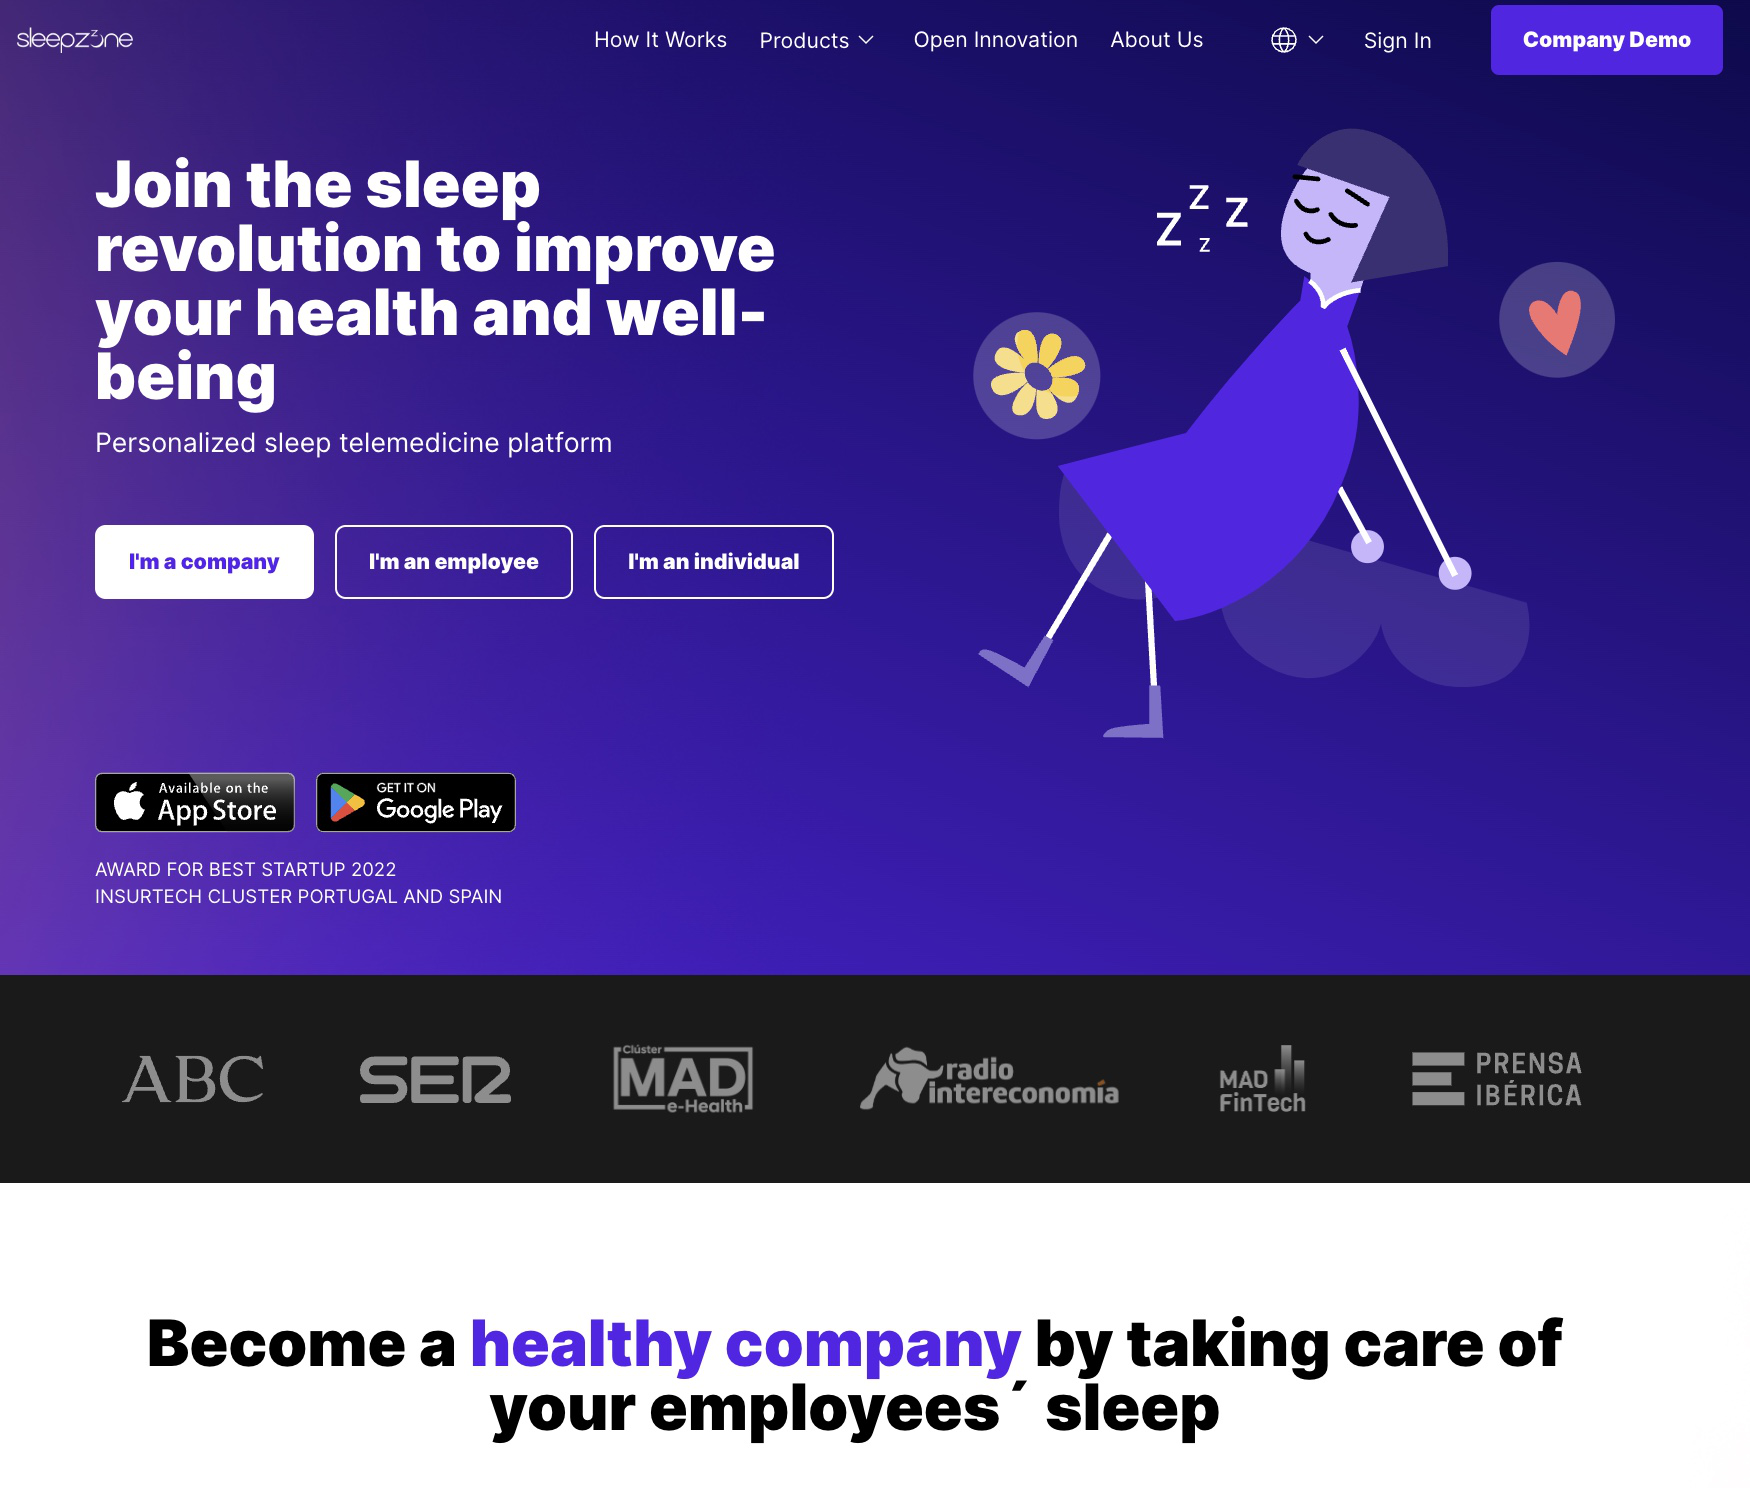 sleepzzne
How It Works
Products
Open Innovation
About Us
Sign In
Company Demo
Join the sleep
revolution to improve
your health and well-
being
Personalized sleep telemedicine platform
I'm a company
I'm an employee
I'm an individual
z z z z
Available on the
App Store
GET IT ON
Google Play
AWARD FOR BEST STARTUP 2022
INSURTECH CLUSTER PORTUGAL AND SPAIN
ABC
SER
Clúster
MAD
e-Health
radio
intereconomía
MAD
FinTech
PRENSA
IBÉRICA
Become a healthy company by taking care of
your employees´ sleep